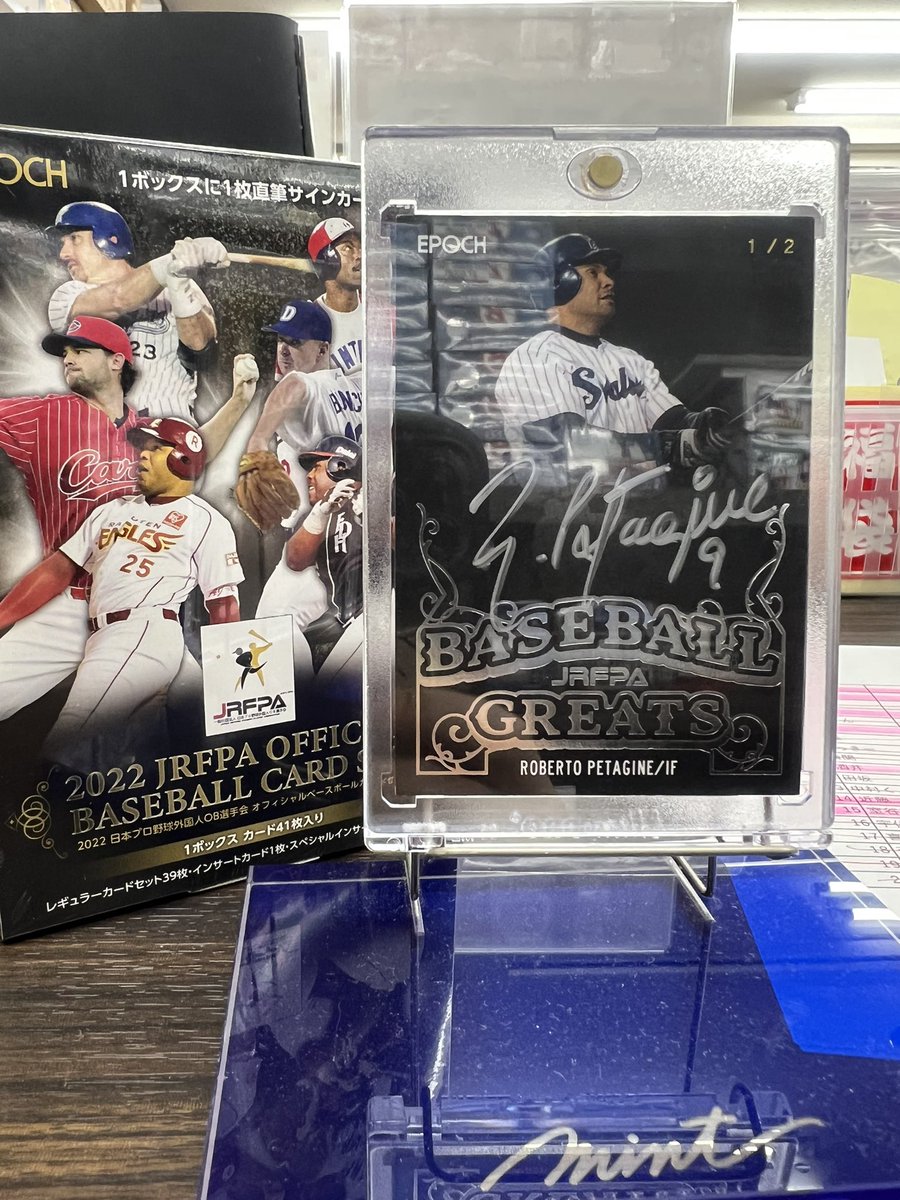 EPOCH
1ボックスに1枚直筆サインカー
23
D
R
EAGLES
25
JRFPA
2022 JRFPA OFFIC
BASEBALL CARD S
2022 日本プロ野球外国人OB選手会 オフィシャルベースボール
1ボックス カード41枚入り
レギュラーカードセット39枚・インサートカード1枚・スペシャルインサ
EPOCH
1/2
R. Petagine
9
BASEBALL
JRFPA
GREATS
ROBERTO PETAGINE/IF
福
mint